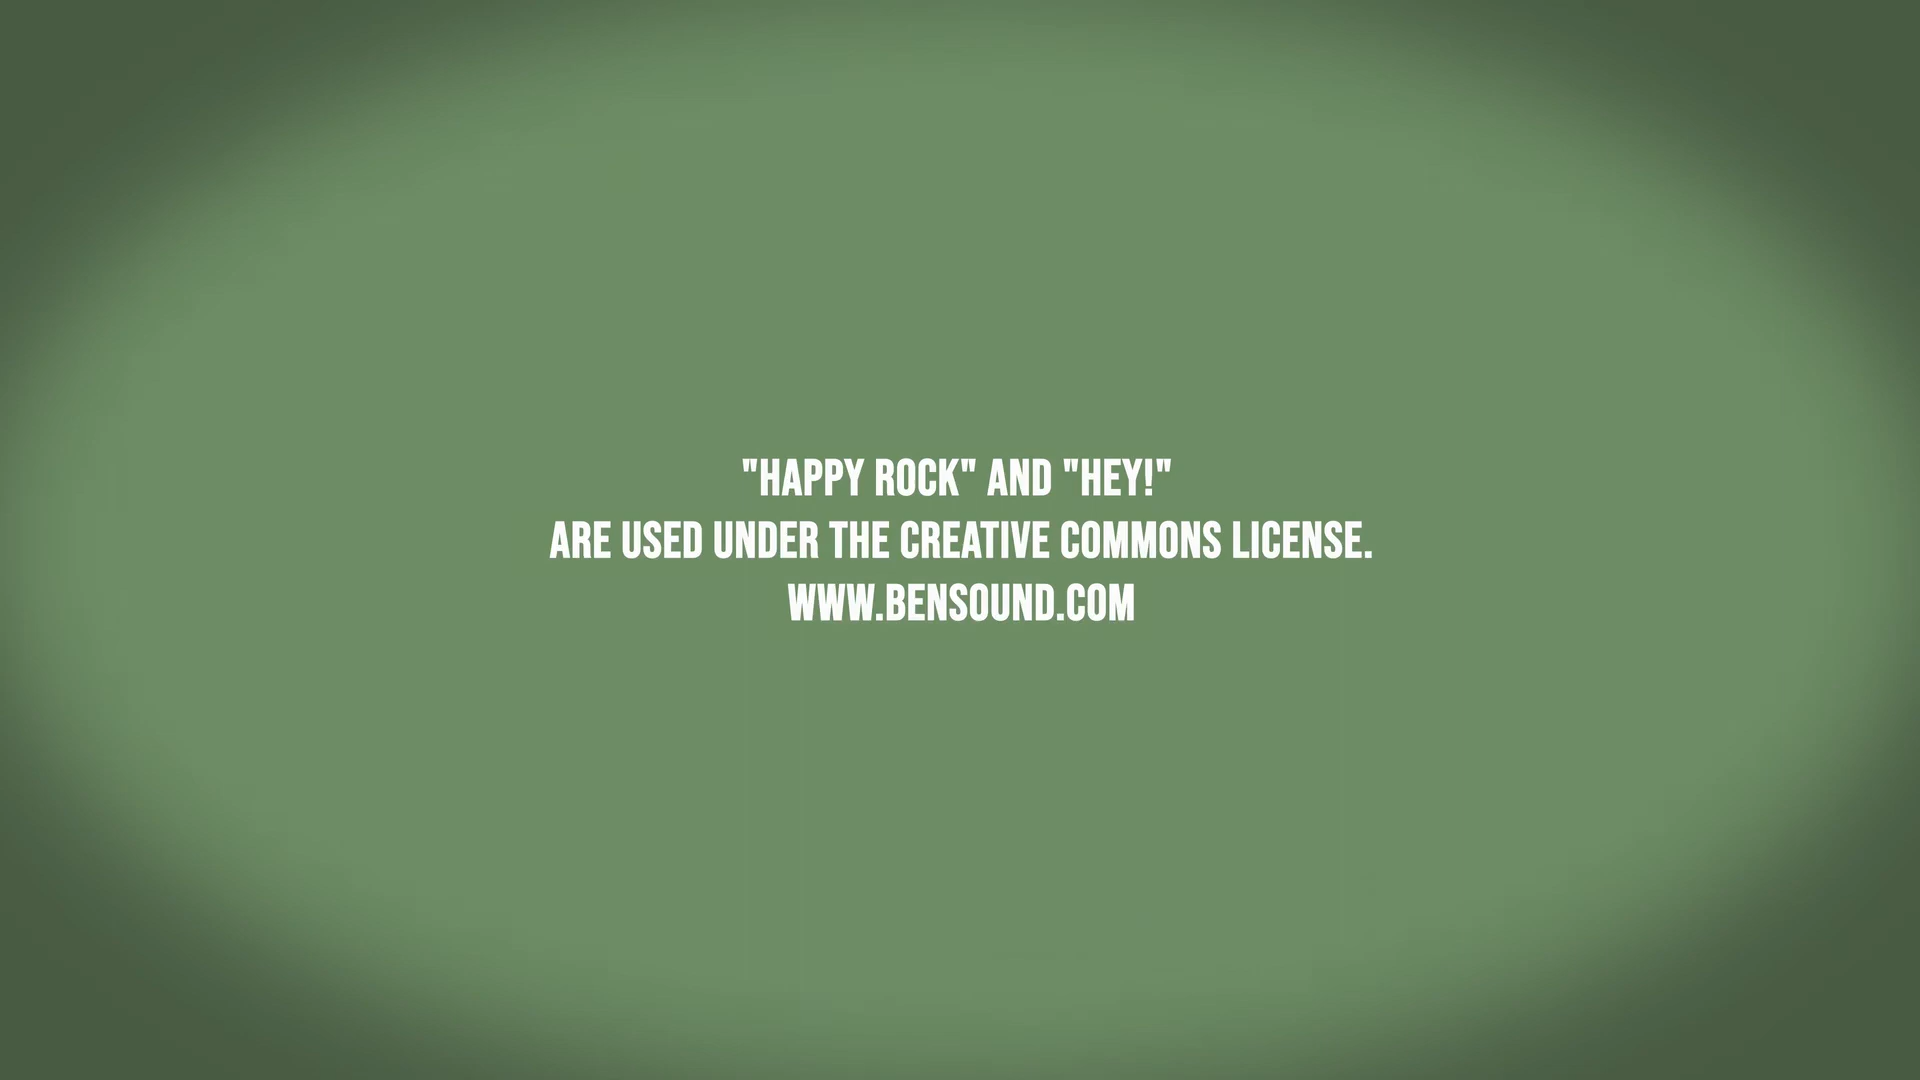 "HAPPY ROCK" AND "HEY!"
ARE USED UNDER THE CREATIVE COMMONS LICENSE.
WWW.BENSOUND.COM